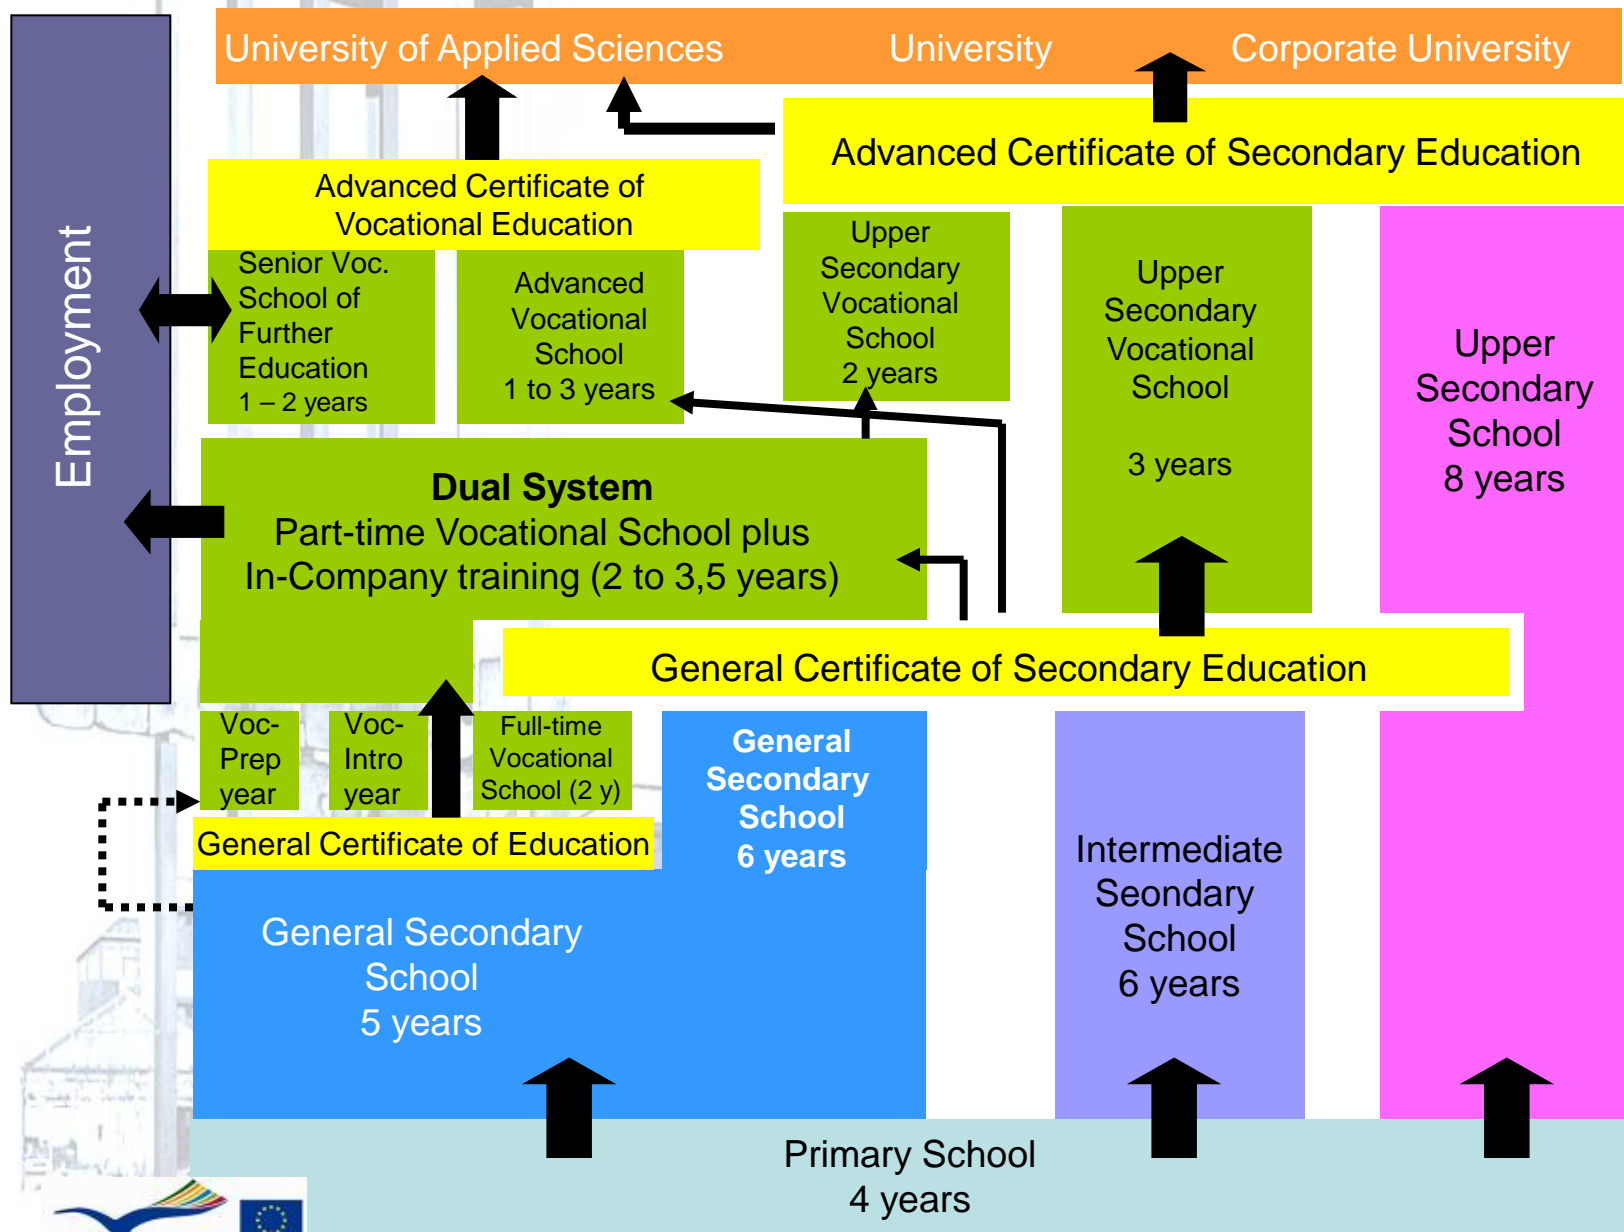 University of Applied Sciences
University
Corporate University
Advanced Certificate of Secondary Education
Advanced Certificate of
Vocational Education
Employment
Senior Voc.
School of
Further
Education
1 – 2 years
Advanced
Vocational
School
1 to 3 years
Upper
Secondary
Vocational
School
2 years
Upper
Secondary
Vocational
School
3 years
Upper
Secondary
School
8 years
Dual System
Part-time Vocational School plus
In-Company training (2 to 3,5 years)
General Certificate of Secondary Education
Voc-
Prep
year
Voc-
Intro
year
Full-time
Vocational
School (2 y)
General
Secondary
School
6 years
General Certificate of Education
General Secondary
School
5 years
Intermediate
Seondary
School
6 years
Primary School
4 years